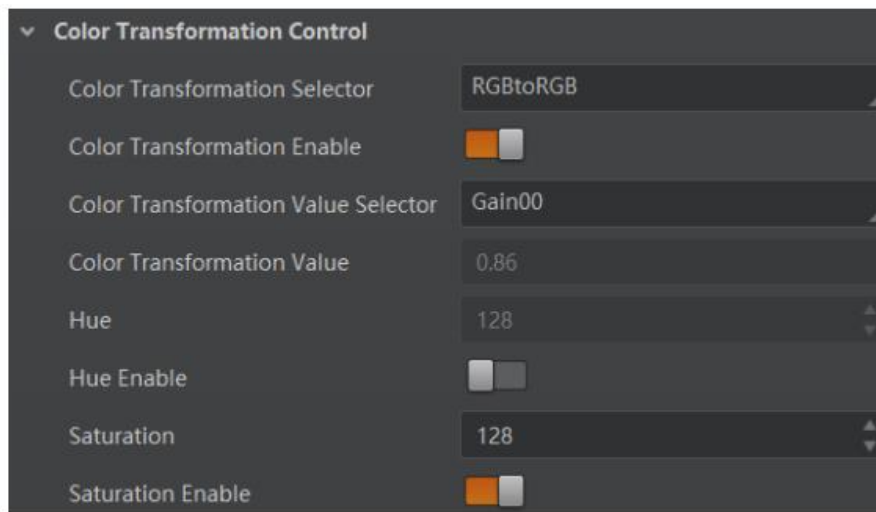 Color Transformation Control
Color Transformation Selector RGBtoRGB
Color Transformation Enable
Color Transformation Value Selector Gain00
Color Transformation Value 0.86
Hue 128
Hue Enable
Saturation 128
Saturation Enable